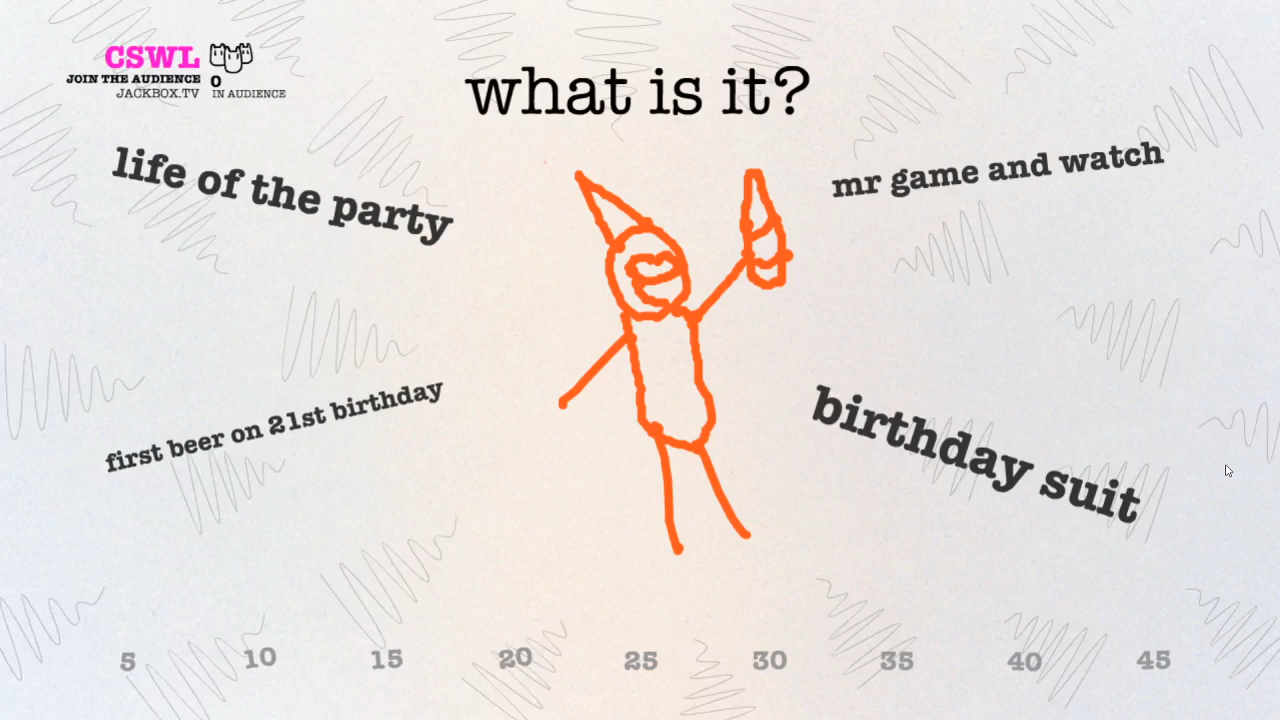 CSWL
JOIN THE AUDIENCE
JACKBOX.TV
0
IN AUDIENCE
what is it?
life of the party
mr game and watch
first beer on 21st birthday
birthday suit
5 10 15 20 25 30 35 40 45